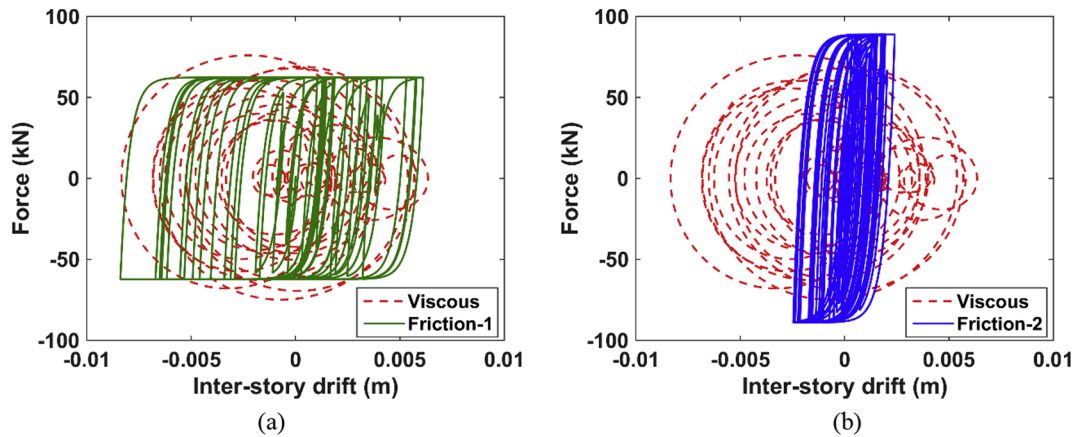 100
50
0
-50
-100
Force (kN)
-0.01
-0.005
0
0.005
0.01
Inter-story drift (m)
Viscous
Friction-1
(a)
100
50
0
-50
-100
Force (kN)
-0.01
-0.005
0
0.005
0.01
Inter-story drift (m)
Viscous
Friction-2
(b)